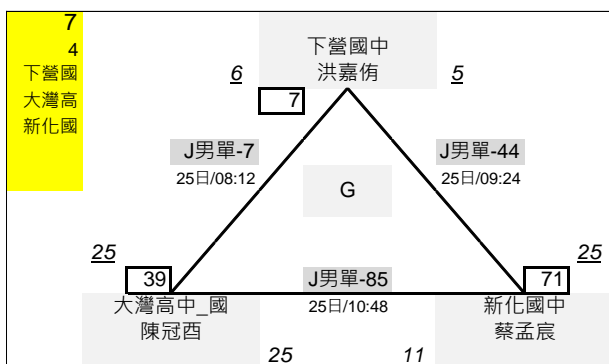 7
4
下營國
大灣高
新化國
下營國中
洪嘉侑
6
5
7
J男單-7
25日/08:12
J男單-44
25日/09:24
G
25
25
39
J男單-85
71
大灣高中_國
陳冠酉
25日/10:48
新化國中
蔡孟宸
25
11